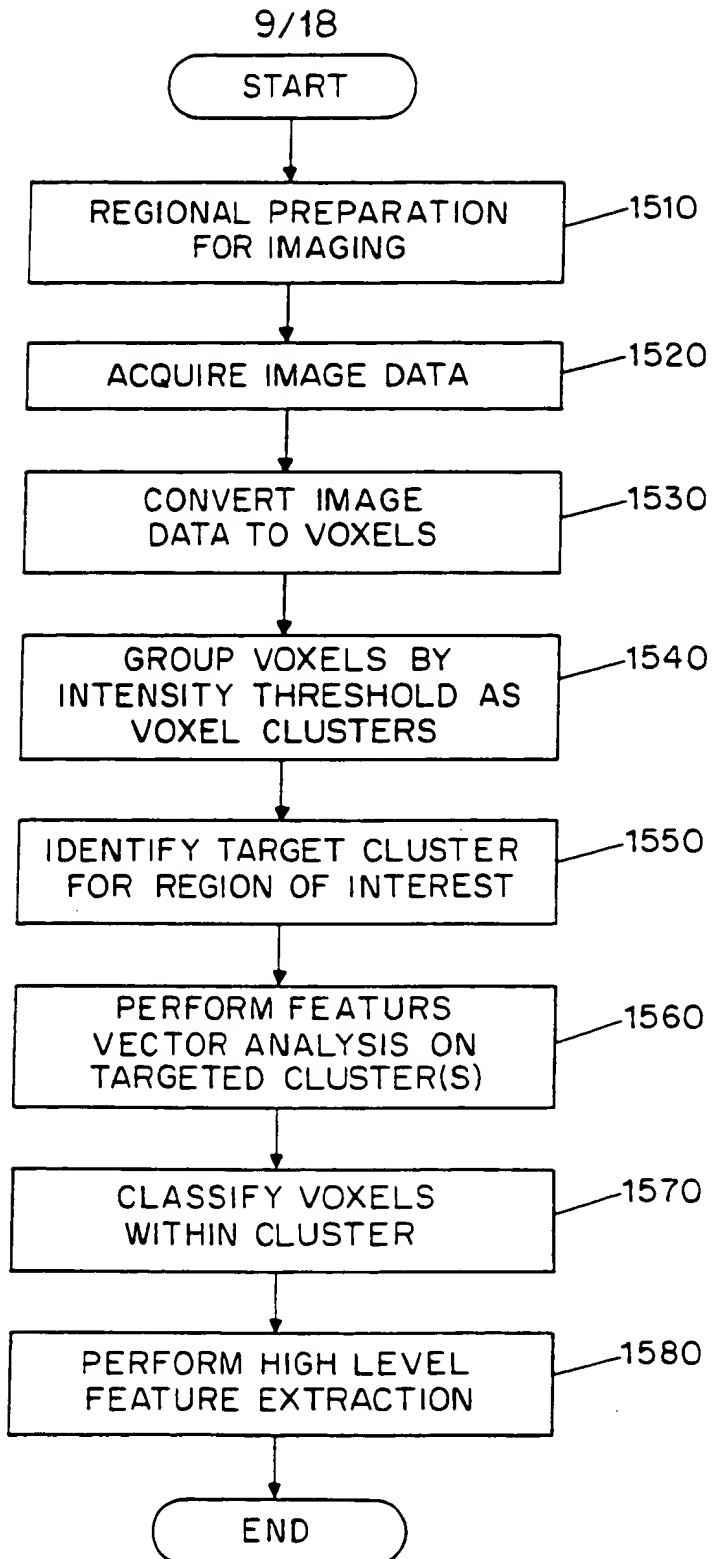 9/18
START
REGIONAL PREPARATION
FOR IMAGING
1510
ACQUIRE IMAGE DATA
1520
CONVERT IMAGE
DATA TO VOXELS
1530
GROUP VOXELS BY
INTENSITY THRESHOLD AS
VOXEL CLUSTERS
1540
IDENTIFY TARGET CLUSTER
FOR REGION OF INTEREST
1550
PERFORM FEATURS
VECTOR ANALYSIS ON
TARGETED CLUSTER(S)
1560
CLASSIFY VOXELS
WITHIN CLUSTER
1570
PERFORM HIGH LEVEL
FEATURE EXTRACTION
1580
END